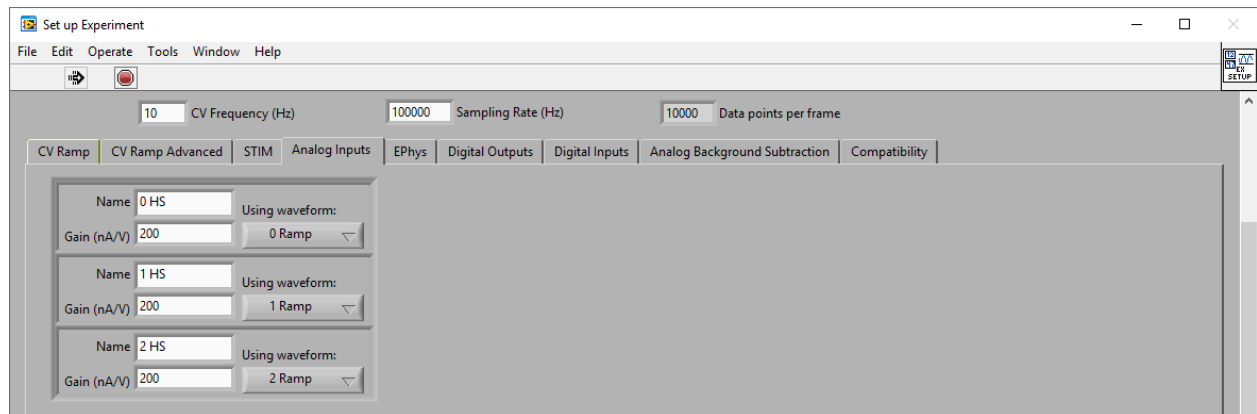 Set up Experiment
File Edit Operate Tools Window Help
EX
SETUP
10 CV Frequency (Hz) 100000 Sampling Rate (Hz) 10000 Data points per frame
CV Ramp CV Ramp Advanced STIM Analog Inputs EPhys Digital Outputs Digital Inputs Analog Background Subtraction Compatibility
Name 0 HS Using waveform:
Gain (nA/V) 200 0 Ramp
Name 1 HS Using waveform:
Gain (nA/V) 200 1 Ramp
Name 2 HS Using waveform:
Gain (nA/V) 200 2 Ramp